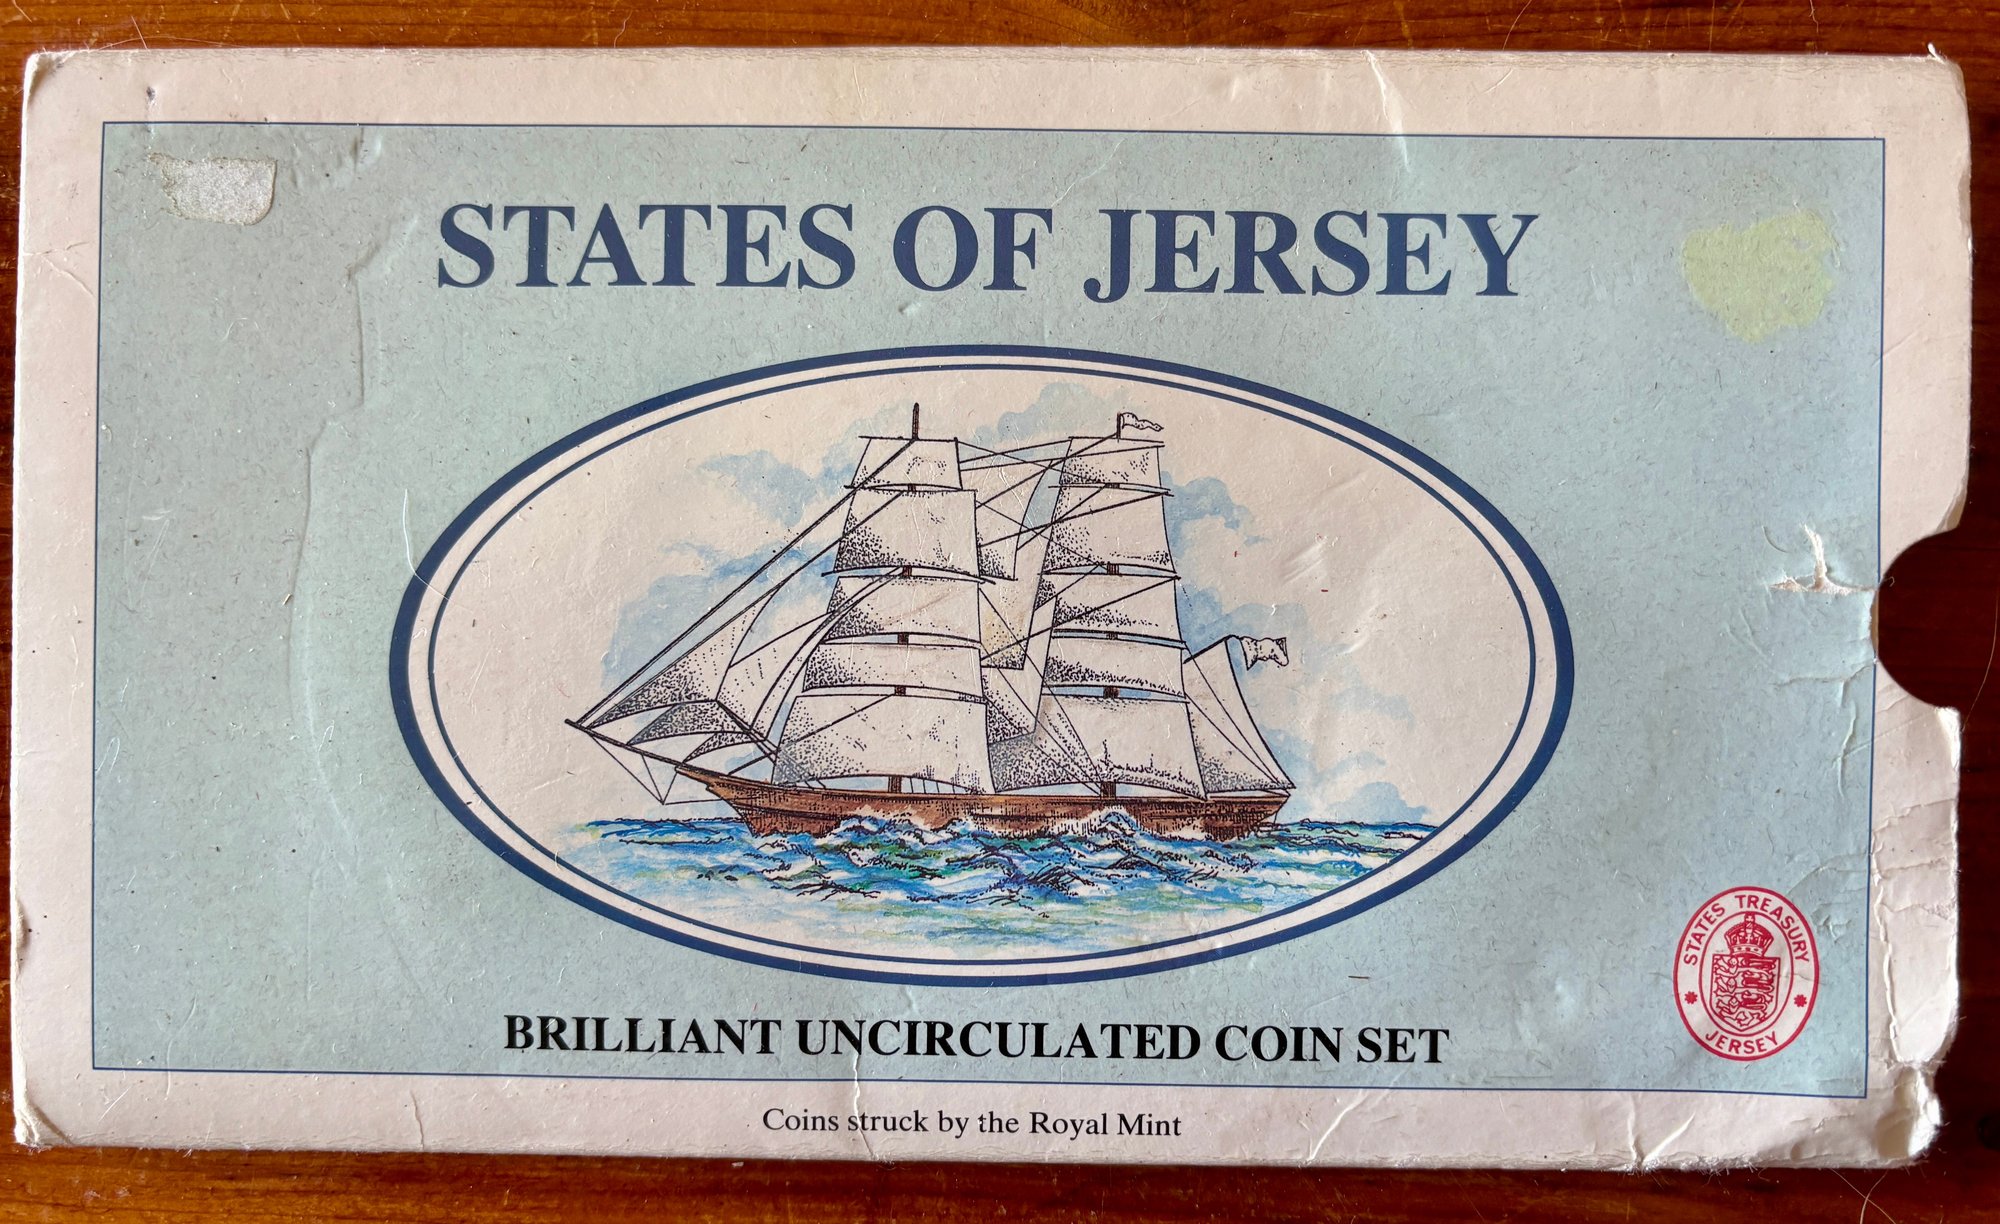 STATES OF JERSEY
BRILLIANT UNCIRCULATED COIN SET
STATES TREASURY
JERSEY
Coins struck by the Royal Mint